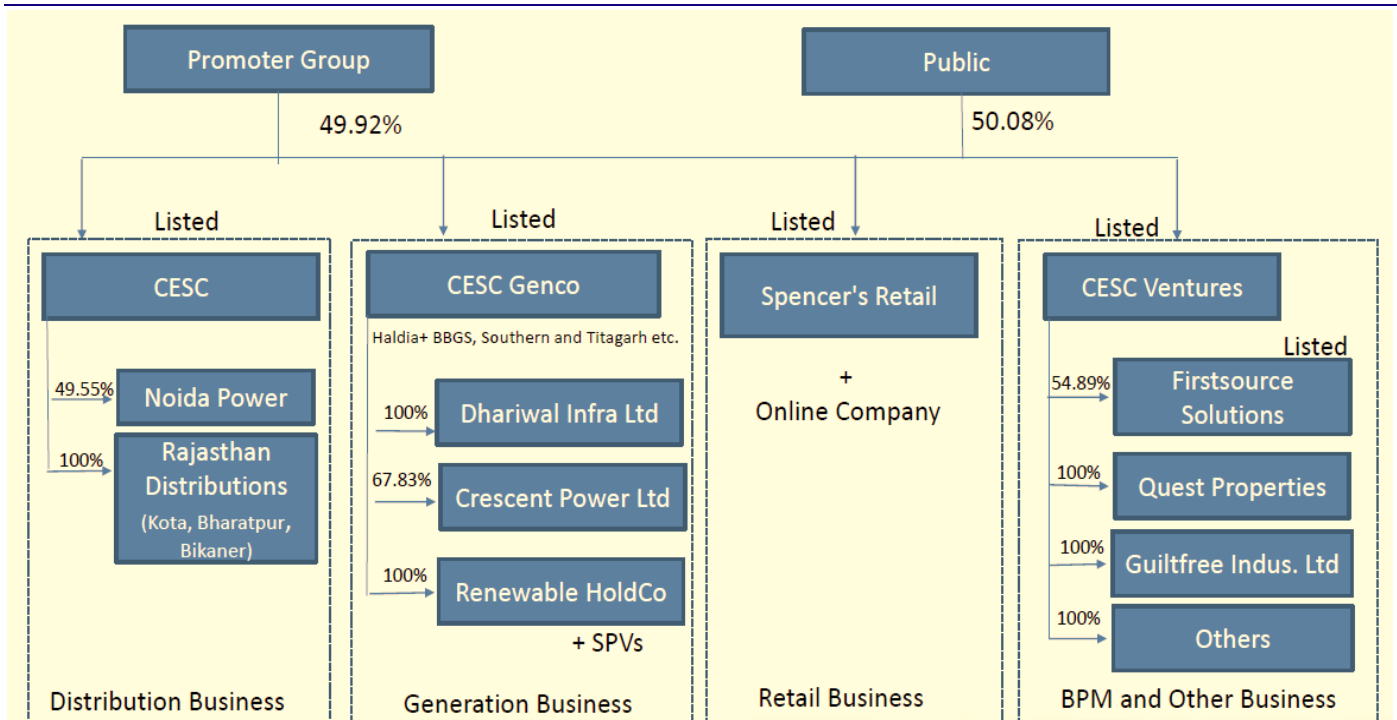 Promoter Group
Public
49.92%
50.08%
Listed
Listed
Listed
Listed
CESC
CESC Genco
Spencer's Retail
CESC Ventures
Haldia+ BBGS, Southern and Titagarh etc.
49.55%
Noida Power
100%
Rajasthan
Distributions
(Kota, Bharatpur,
Bikaner)
100%
Dhariwal Infra Ltd
67.83%
Crescent Power Ltd
100%
Renewable HoldCo
+ SPVs
+
Online Company
Listed
54.89%
Firstsource
Solutions
100%
Quest Properties
100%
Guiltfree Indus. Ltd
100%
Others
Distribution Business
Generation Business
Retail Business
BPM and Other Business